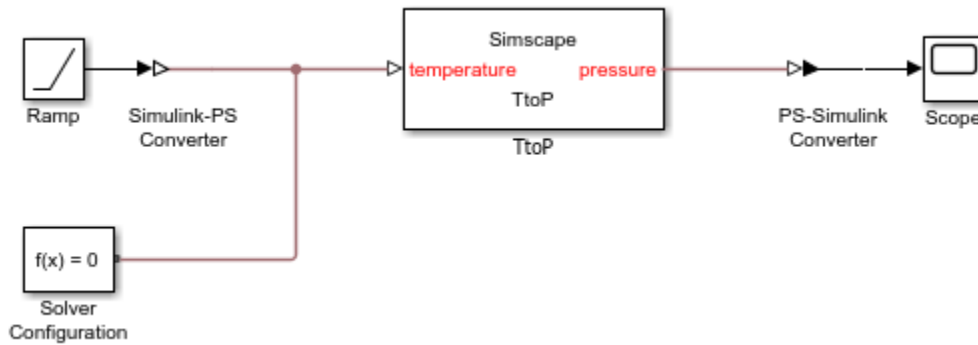 Simscape
temperature pressure
TtoP
Ramp
Simulink-PS
Converter
TtoP
PS-Simulink
Converter
Scope
f(x) = 0
Solver
Configuration